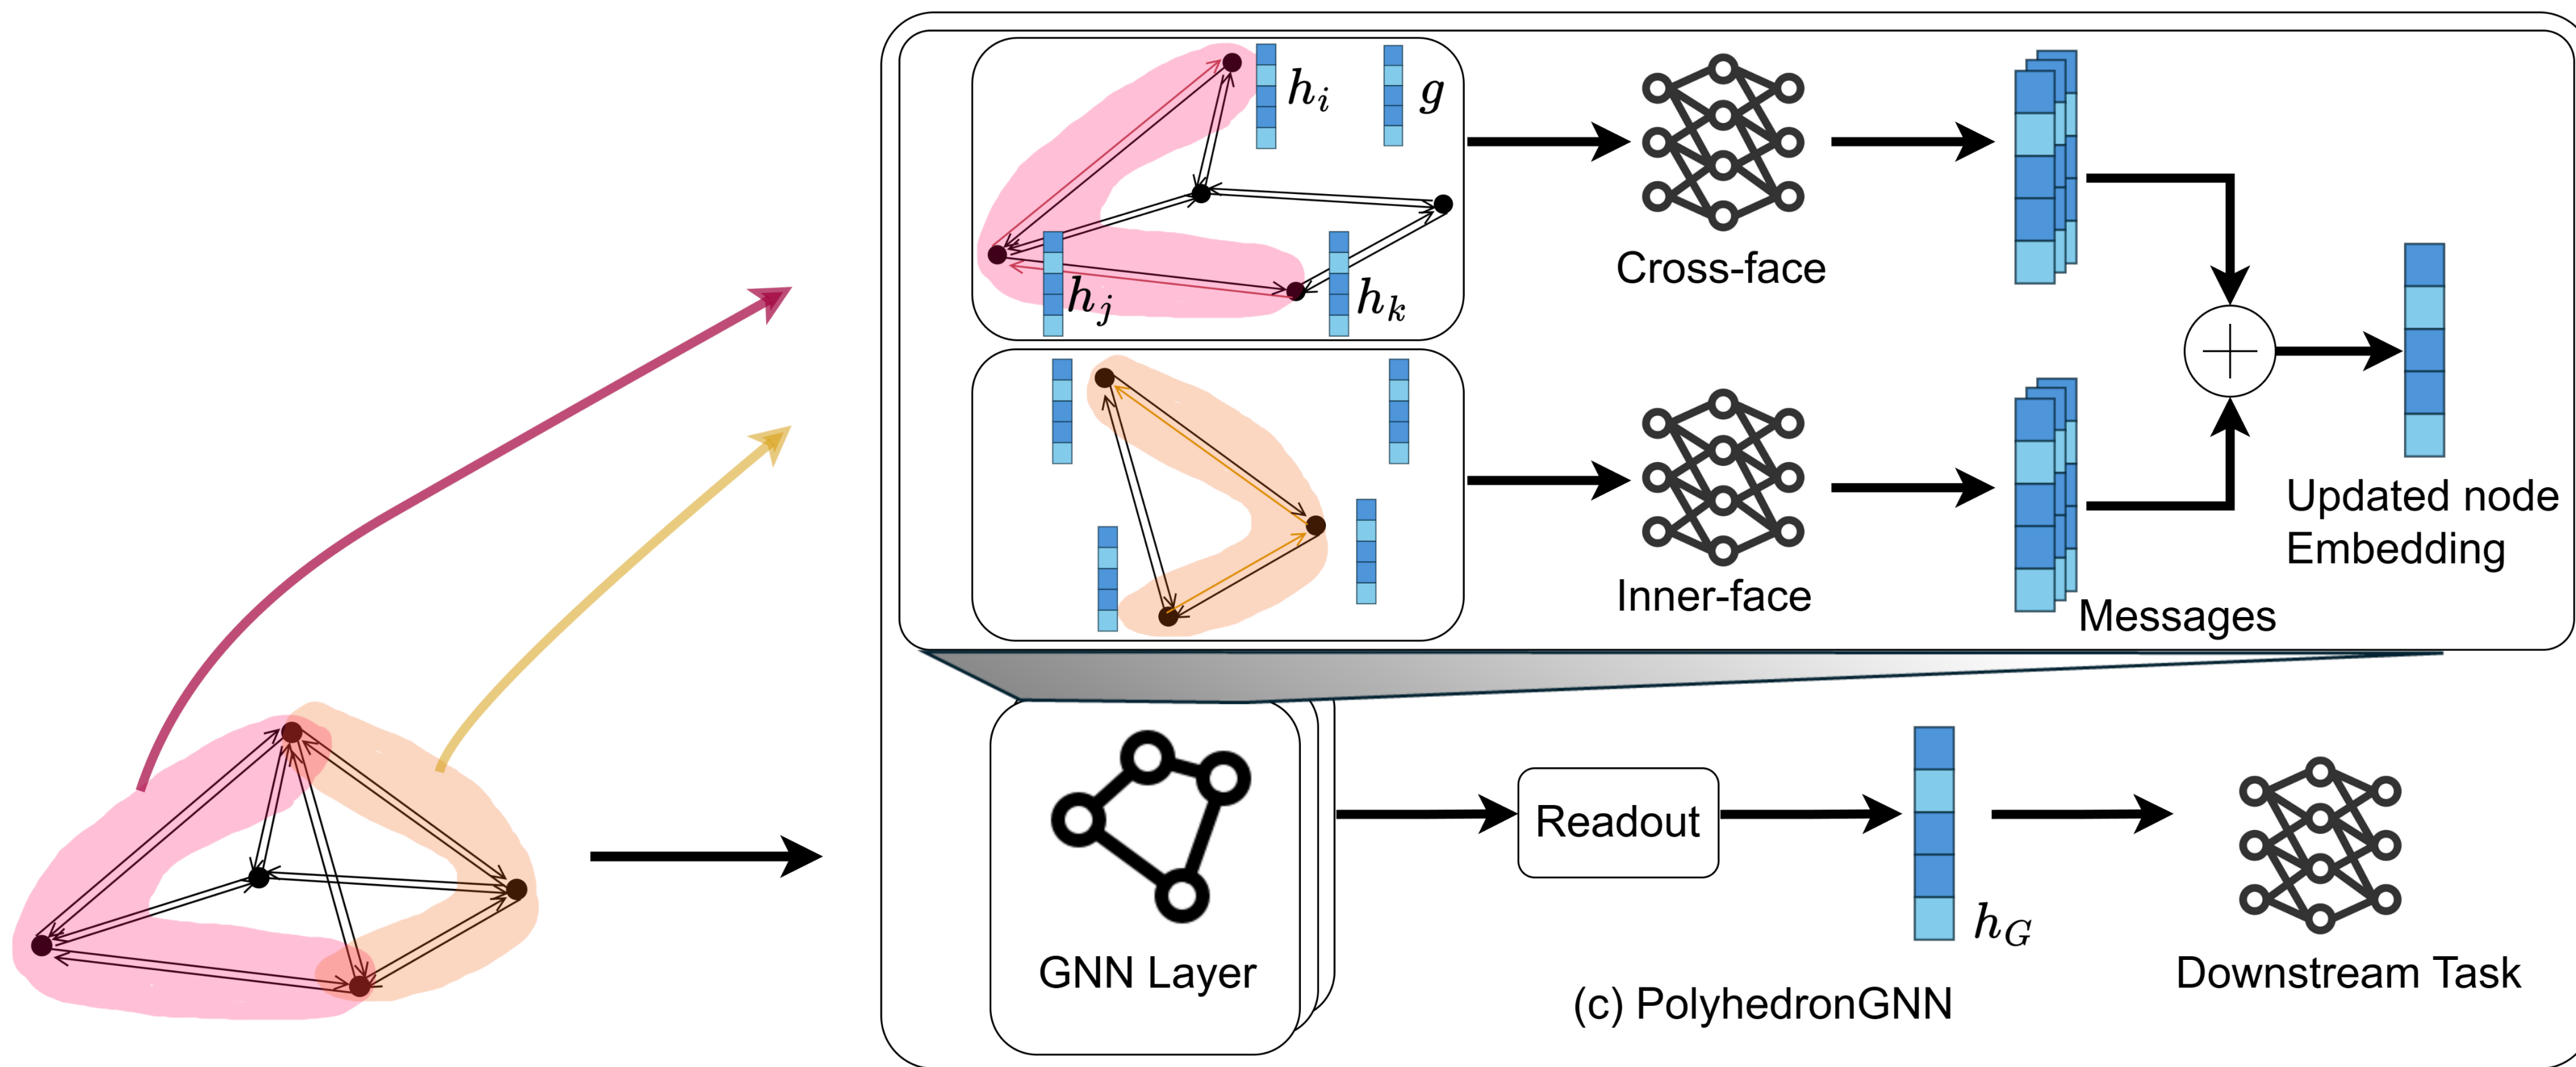 h_i
g
h_j
h_k
Cross-face
Inner-face
Messages
Updated node
Embedding
GNN Layer
Readout
h_G
Downstream Task
(c) PolyhedronGNN